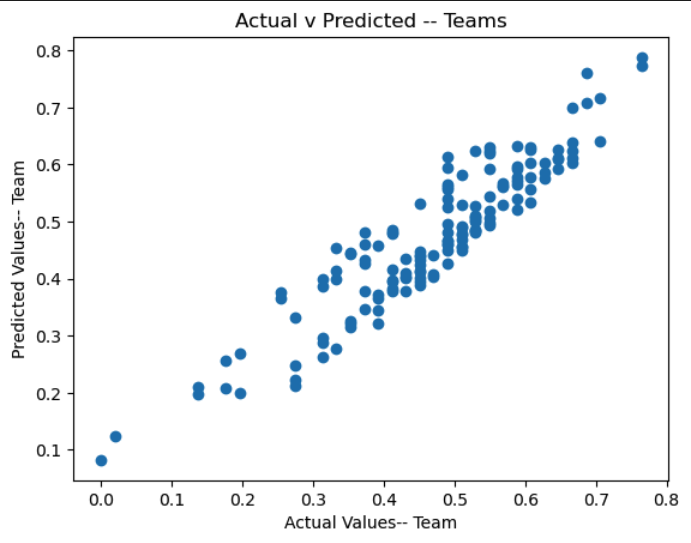 Actual v Predicted -- Teams
Predicted Values-- Team
0.8
0.7
0.6
0.5
0.4
0.3
0.2
0.1
0.0 0.1 0.2 0.3 0.4 0.5 0.6 0.7 0.8
Actual Values-- Team